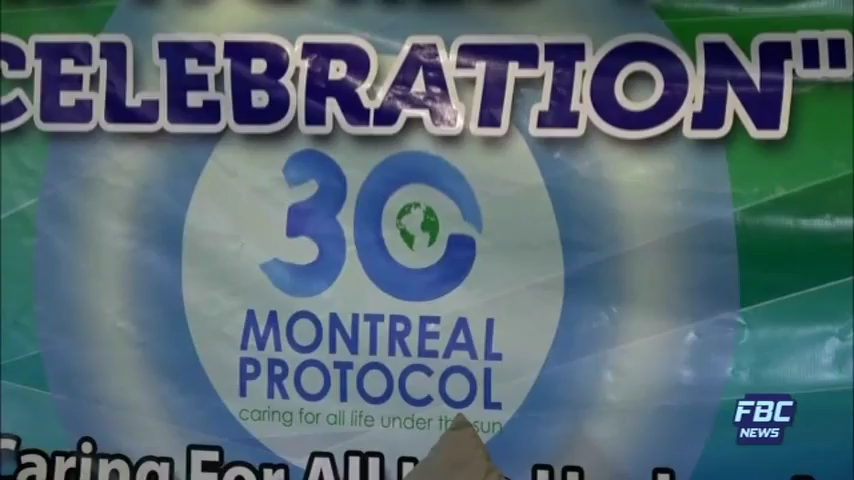 CELEBRATION"
30
MONTREAL
PROTOCOL
caring for all life under the sun
Caring For All
FBC
NEWS